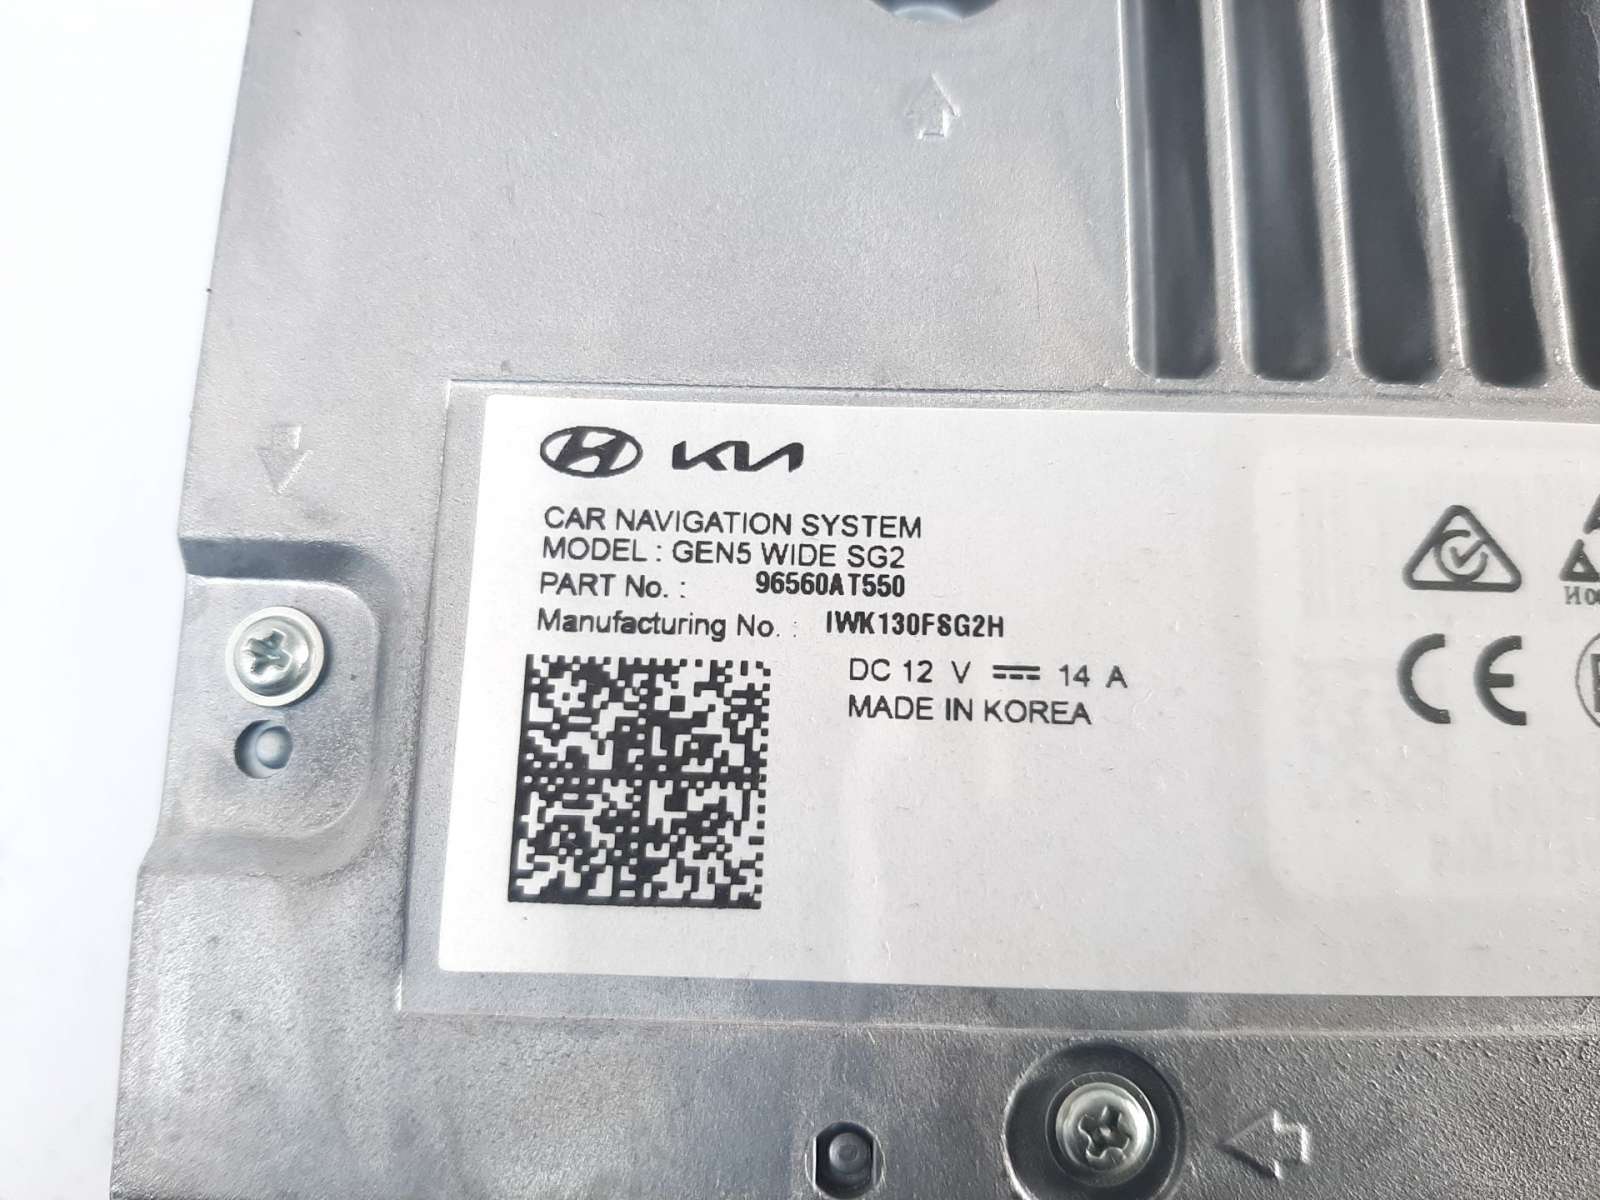 KIA
CAR NAVIGATION SYSTEM
MODEL : GEN5 WIDE SG2
PART No. : 96560AT550
Manufacturing No. : IWK130FSG2H
DC 12 V ⎓ 14 A
MADE IN KOREA
CE